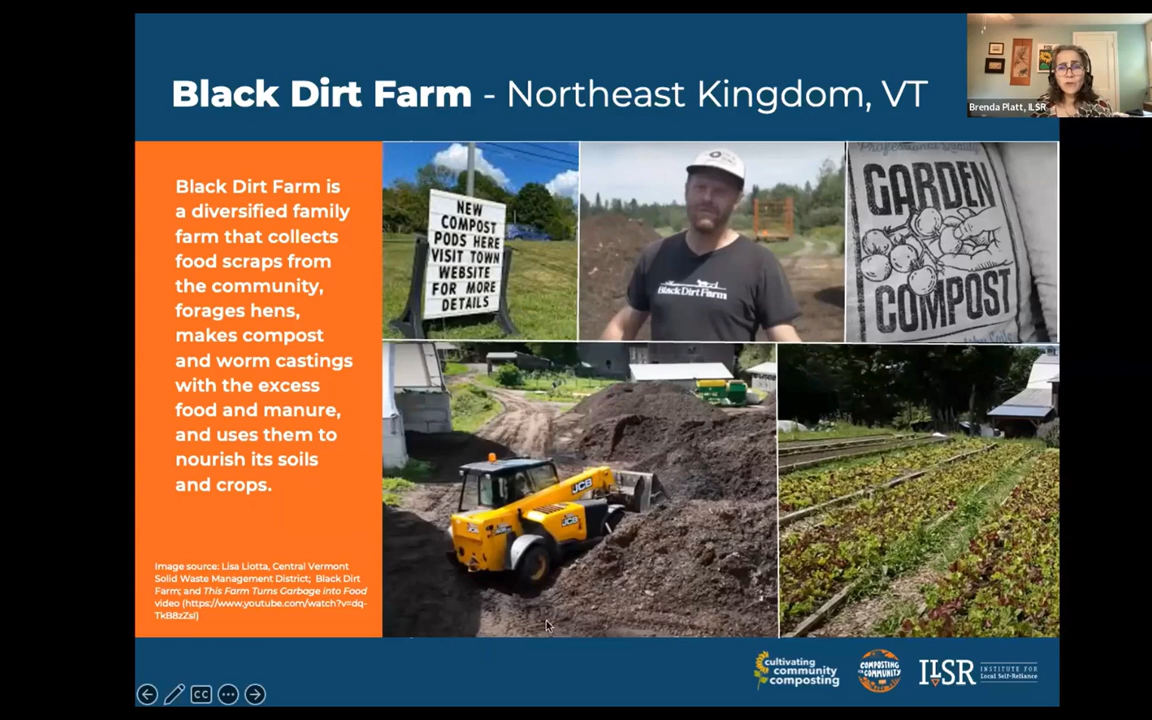 Black Dirt Farm - Northeast Kingdom, VT
Brenda Platt, ILSR
Black Dirt Farm is
a diversified family
farm that collects
food scraps from
the community,
forages hens,
makes compost
and worm castings
with the excess
food and manure,
and uses them to
nourish its soils
and crops.
Image source: Lisa Liotta, Central Vermont
Solid Waste Management District; Black Dirt
Farm; and This Farm Turns Garbage into Food
video (https://www.youtube.com/watch?v=dq-
TkB8zZsI)
NEW
COMPOST
PODS HERE
VISIT TOWN
WEBSITE
FOR MORE
DETAILS
Black Dirt Farm
Professional Quality
GARDEN
COMPOST
JCB
JCB
cultivating
community
composting
COMPOSTING
FOR COMMUNITY
ILSR
INSTITUTE FOR
Local Self-Reliance
CC